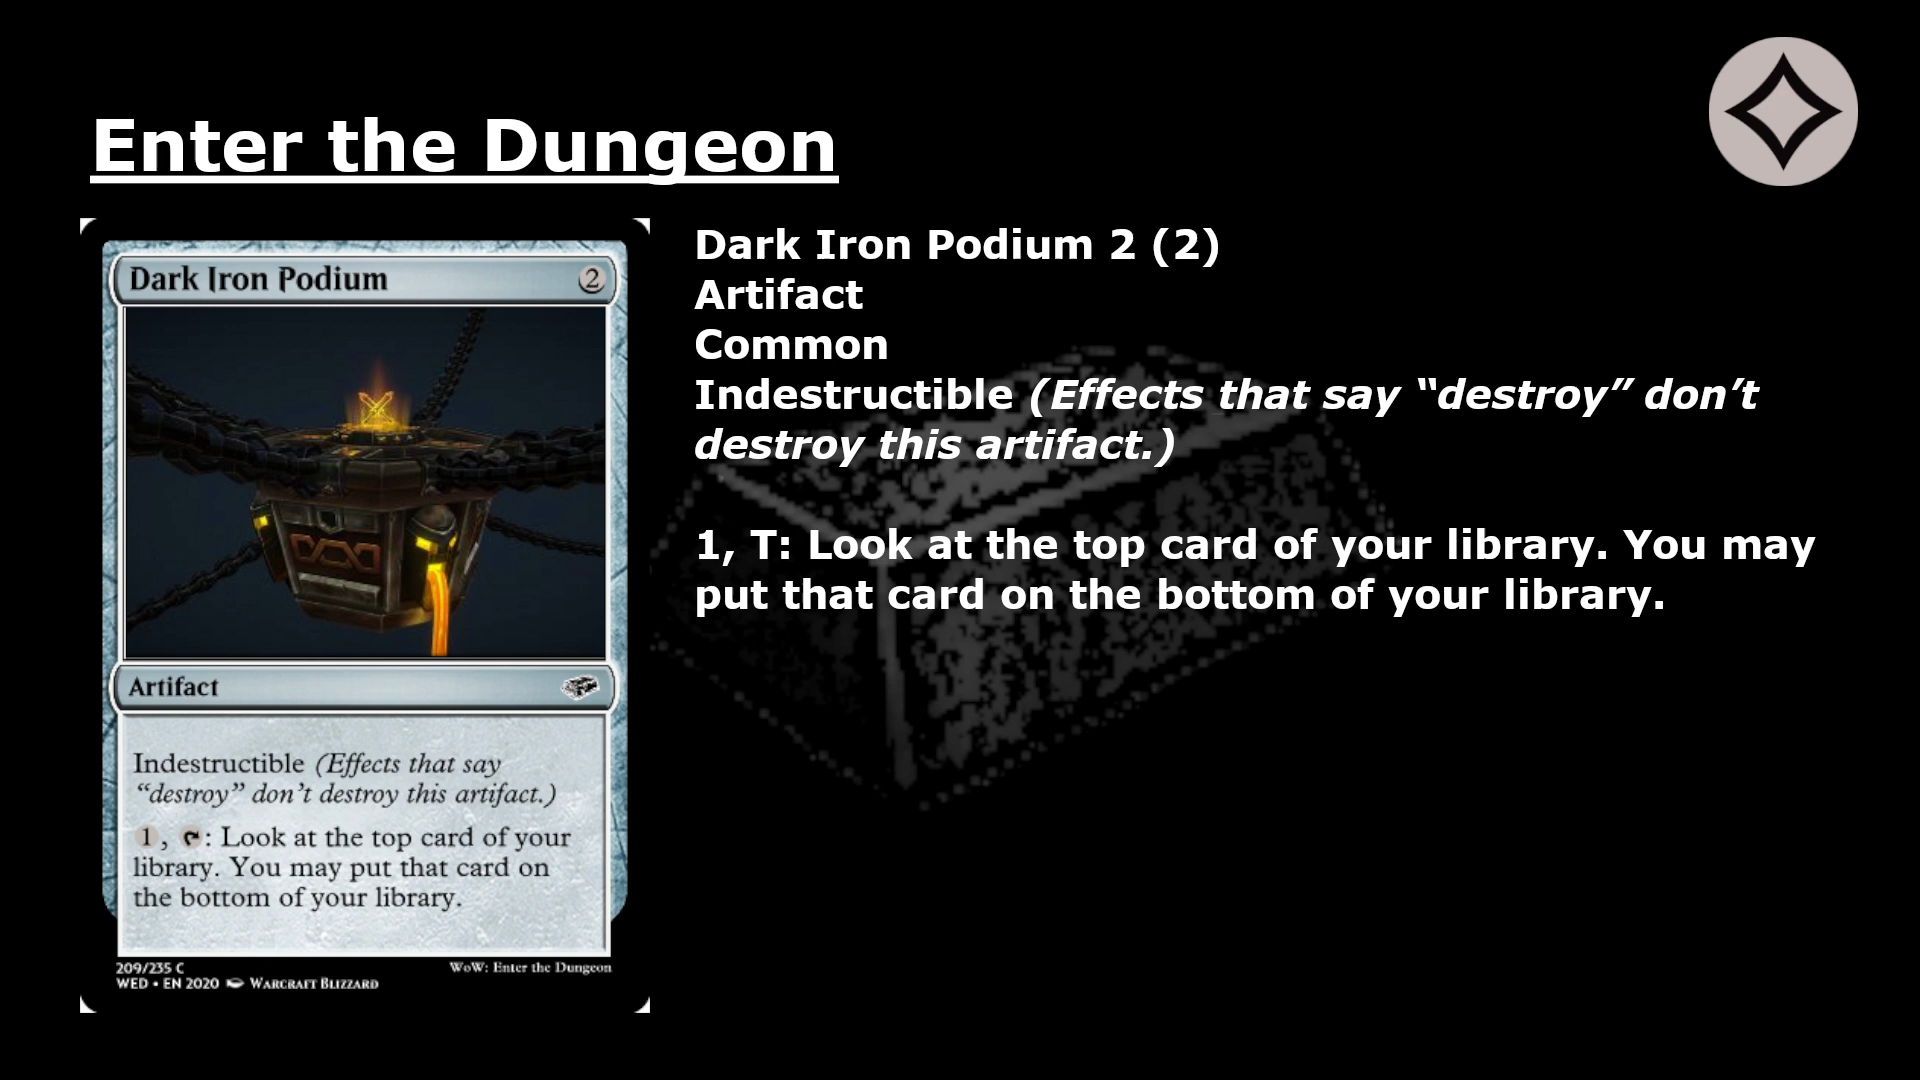 Enter the Dungeon
Dark Iron Podium 2 (2)
Artifact
Common
Indestructible (Effects that say “destroy” don’t
destroy this artifact.)
1, T: Look at the top card of your library. You may
put that card on the bottom of your library.
Dark Iron Podium 2
Artifact
Indestructible (Effects that say
“destroy” don’t destroy this artifact.)
1, : Look at the top card of your
library. You may put that card on
the bottom of your library.
209/235 C
WED • EN 2020 Warcraft Blizzard
WoW: Enter the Dungeon